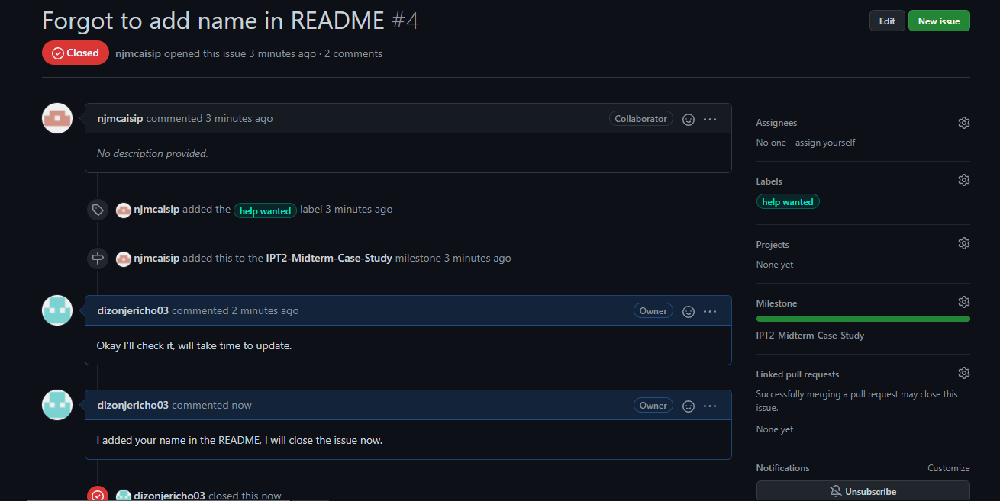 Forgot to add name in README #4
Edit
New issue
Closed
njmcaisip opened this issue 3 minutes ago · 2 comments
njmcaisip commented 3 minutes ago
Collaborator
No description provided.
njmcaisip added the help wanted label 3 minutes ago
njmcaisip added this to the IPT2-Midterm-Case-Study milestone 3 minutes ago
dizonjericho03 commented 2 minutes ago
Owner
Okay I'll check it, will take time to update.
dizonjericho03 commented now
Owner
I added your name in the README, I will close the issue now.
dizonjericho03 closed this now
Assignees
No one—assign yourself
Labels
help wanted
Projects
None yet
Milestone
IPT2-Midterm-Case-Study
Linked pull requests
Successfully merging a pull request may close this
issue.
None yet
Notifications
Customize
Unsubscribe